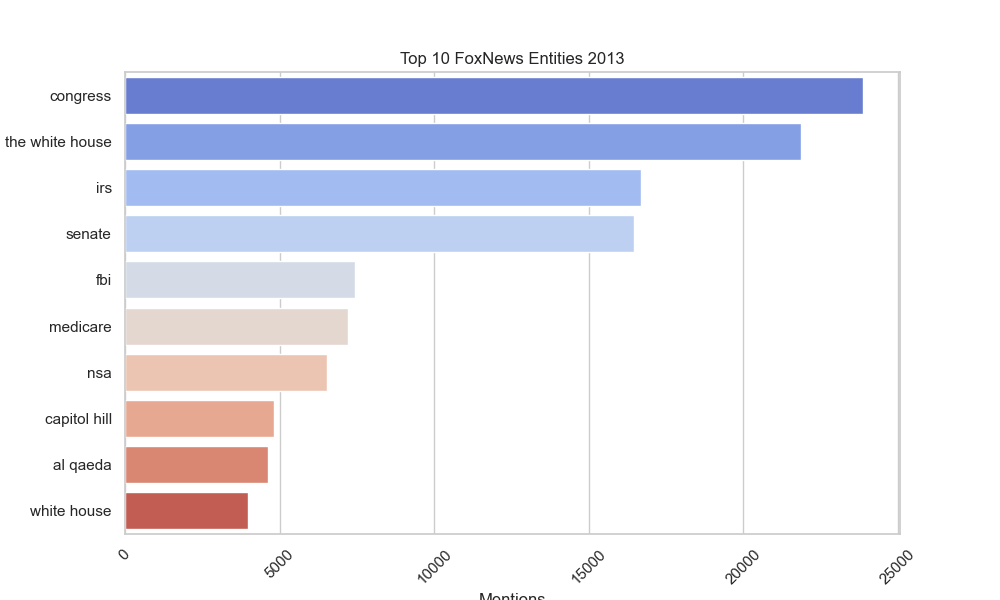 Top 10 FoxNews Entities 2013
congress
the white house
irs
senate
fbi
medicare
nsa
capitol hill
al qaeda
white house
0
5000
10000
15000
20000
25000
Mentions